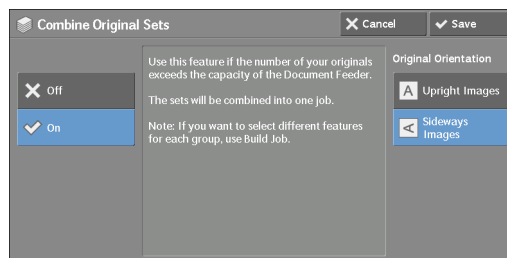 Combine Original Sets
Cancel
Save
Off
On
Use this feature if the number of your originals
exceeds the capacity of the Document Feeder.
The sets will be combined into one job.
Note: If you want to select different features
for each group, use Build Job.
Original Orientation
A Upright Images
A Sideways
Images